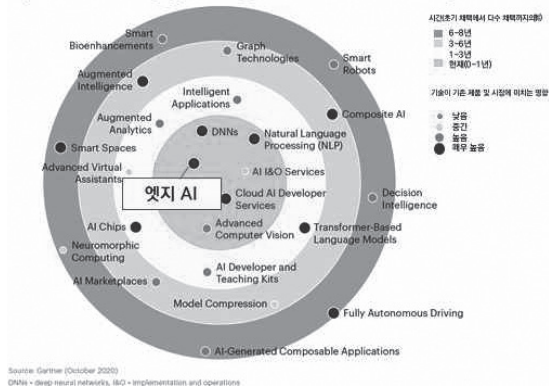 Smart
Bioenhancements
Graph
Technologies
Smart
Robots
Augmented
Intelligence
Intelligent
Applications
Composite AI
Augmented
Analytics
DNNs
Natural Language
Processing (NLP)
Smart Spaces
Advanced Virtual
Assistants
AI I&O Services
엣지 AI
Cloud AI Developer
Services
Decision
Intelligence
AI Chips
Advanced
Computer Vision
Transformer-Based
Language Models
Neuromorphic
Computing
AI Marketplaces
AI Developer and
Teaching Kits
Model Compression
Fully Autonomous Driving
AI-Generated Composable Applications
시간(초기 채택에서 다수 채택까지의
6–8년
3–6년
1–3년
현재(0–1년)
기술이 기존 제품 및 시장에 미치는 영향
낮음
중간
높음
매우 높음
Source: Gartner (October 2020)
DNNs = deep neural networks, I&O = implementation and operations